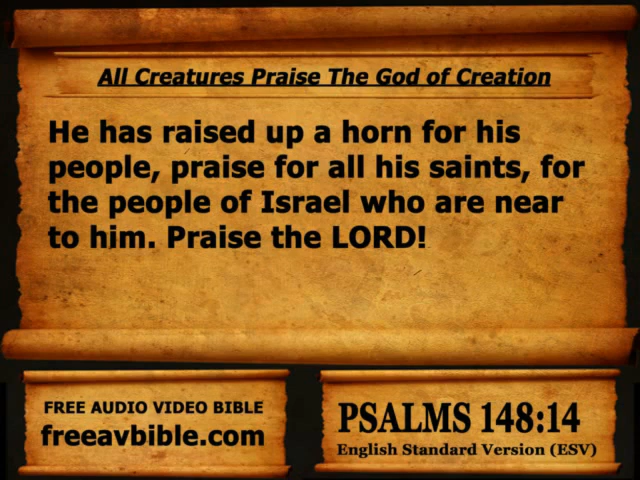 All Creatures Praise The God of Creation
He has raised up a horn for his
people, praise for all his saints, for
the people of Israel who are near
to him. Praise the LORD!
FREE AUDIO VIDEO BIBLE
freeavbible.com
PSALMS 148:14
English Standard Version (ESV)